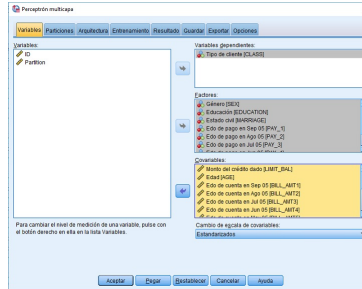 Perceptrón multicapa
Variables Particiones Arquitectura Entrenamiento Resultado Guardar Exportar Opciones
Variables:
ID
Partition
Variables dependientes:
Tipo de cliente [CLASS]
Factores:
Género [SEX]
Educación [EDUCATION]
Estado civil [MARRIAGE]
Edo de pago en Sep 05 [PAY_1]
Edo de pago en Ago 05 [PAY_2]
Edo de pago en Jul 05 [PAY_3]
Covariables:
Monto del crédito dado [LIMIT_BAL]
Edad [AGE]
Edo de cuenta en Sep 05 [BILL_AMT1]
Edo de cuenta en Ago 05 [BILL_AMT2]
Edo de cuenta en Jul 05 [BILL_AMT3]
Edo de cuenta en Jun 05 [BILL_AMT4]
Para cambiar el nivel de medición de una variable, pulse con
el botón derecho en ella en la lista Variables.
Cambio de escala de covariables:
Estandarizados
Aceptar Pegar Restablecer Cancelar Ayuda